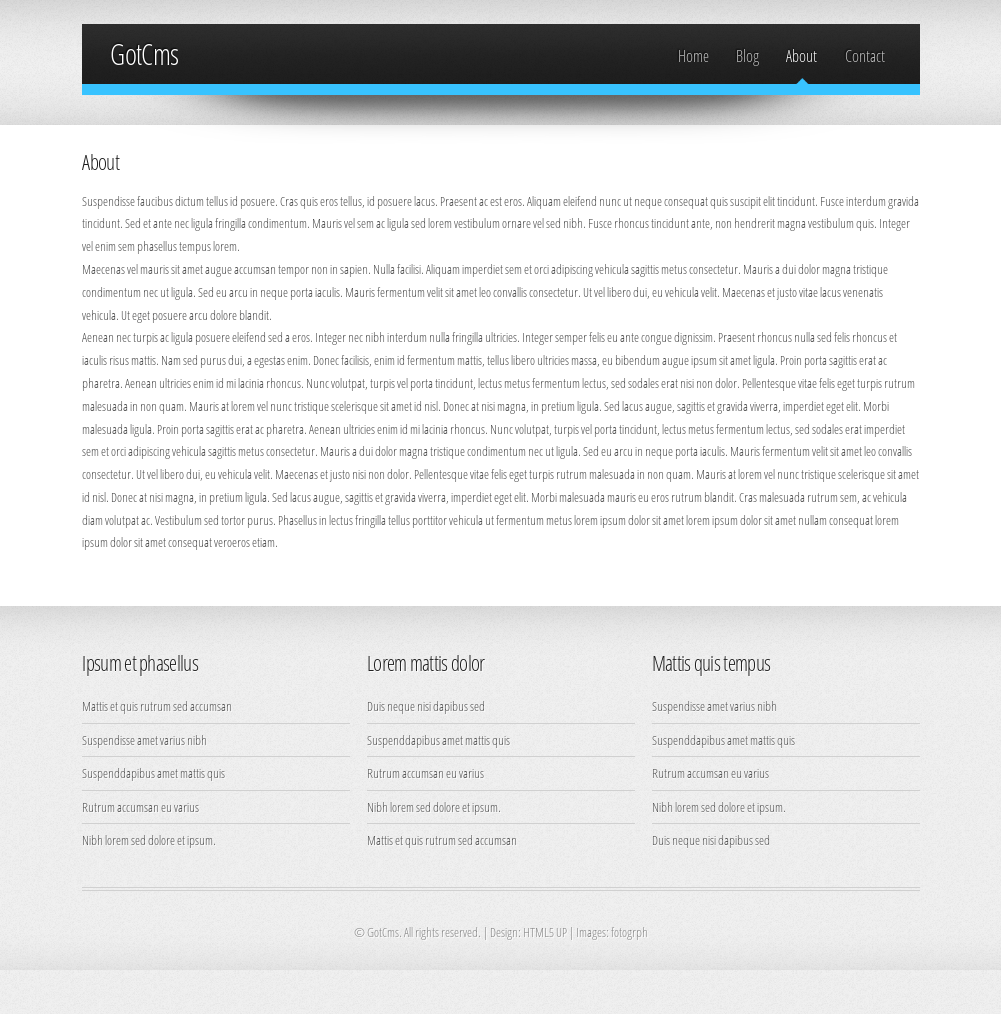 GotCms
Home Blog About Contact
About
Suspendisse faucibus dictum tellus id posuere. Cras quis eros tellus, id posuere lacus. Praesent ac est eros. Aliquam eleifend nunc ut neque consequat quis suscipit elit tincidunt. Fusce interdum gravida
tincidunt. Sed et ante nec ligula fringilla condimentum. Mauris vel sem ac ligula sed lorem vestibulum ornare vel sed nibh. Fusce rhoncus tincidunt ante, non hendrerit magna vestibulum quis. Integer
vel enim sem phasellus tempus lorem.
Maecenas vel mauris sit amet augue accumsan tempor non in sapien. Nulla facilisi. Aliquam imperdiet sem et orci adipiscing vehicula sagittis metus consectetur. Mauris a dui dolor magna tristique
condimentum nec ut ligula. Sed eu arcu in neque porta iaculis. Mauris fermentum velit sit amet leo convallis consectetur. Ut vel libero dui, eu vehicula velit. Maecenas et justo vitae lacus venenatis
vehicula. Ut eget posuere arcu dolore blandit.
Aenean nec turpis ac ligula posuere eleifend sed a eros. Integer nec nibh interdum nulla fringilla ultricies. Integer semper felis eu ante congue dignissim. Praesent rhoncus nulla sed felis rhoncus et
iaculis risus mattis. Nam sed purus dui, a egestas enim. Donec facilisis, enim id fermentum mattis, tellus libero ultricies massa, eu bibendum augue ipsum sit amet ligula. Proin porta sagittis erat ac
pharetra. Aenean ultricies enim id mi lacinia rhoncus. Nunc volutpat, turpis vel porta tincidunt, lectus metus fermentum lectus, sed sodales erat nisi non dolor. Pellentesque vitae felis eget turpis rutrum
malesuada in non quam. Mauris at lorem vel nunc tristique scelerisque sit amet id nisl. Donec at nisi magna, in pretium ligula. Sed lacus augue, sagittis et gravida viverra, imperdiet eget elit. Morbi
malesuada ligula. Proin porta sagittis erat ac pharetra. Aenean ultricies enim id mi lacinia rhoncus. Nunc volutpat, turpis vel porta tincidunt, lectus metus fermentum lectus, sed sodales erat imperdiet
sem et orci adipiscing vehicula sagittis metus consectetur. Mauris a dui dolor magna tristique condimentum nec ut ligula. Sed eu arcu in neque porta iaculis. Mauris fermentum velit sit amet leo convallis
consectetur. Ut vel libero dui, eu vehicula velit. Maecenas et justo nisi non dolor. Pellentesque vitae felis eget turpis rutrum malesuada in non quam. Mauris at lorem vel nunc tristique scelerisque sit amet
id nisl. Donec at nisi magna, in pretium ligula. Sed lacus augue, sagittis et gravida viverra, imperdiet eget elit. Morbi malesuada mauris eu eros rutrum blandit. Cras malesuada rutrum sem, ac vehicula
diam volutpat ac. Vestibulum sed tortor purus. Phasellus in lectus fringilla tellus porttitor vehicula ut fermentum metus lorem ipsum dolor sit amet lorem ipsum dolor sit amet nullam consequat lorem
ipsum dolor sit amet consequat veroeros etiam.
Ipsum et phasellus
Mattis et quis rutrum sed accumsan
Suspendisse amet varius nibh
Suspenddapibus amet mattis quis
Rutrum accumsan eu varius
Nibh lorem sed dolore et ipsum.
Lorem mattis dolor
Duis neque nisi dapibus sed
Suspenddapibus amet mattis quis
Rutrum accumsan eu varius
Nibh lorem sed dolore et ipsum.
Mattis et quis rutrum sed accumsan
Mattis quis tempus
Suspendisse amet varius nibh
Suspenddapibus amet mattis quis
Rutrum accumsan eu varius
Nibh lorem sed dolore et ipsum.
Duis neque nisi dapibus sed
© GotCms. All rights reserved. | Design: HTML5 UP | Images: fotogrph